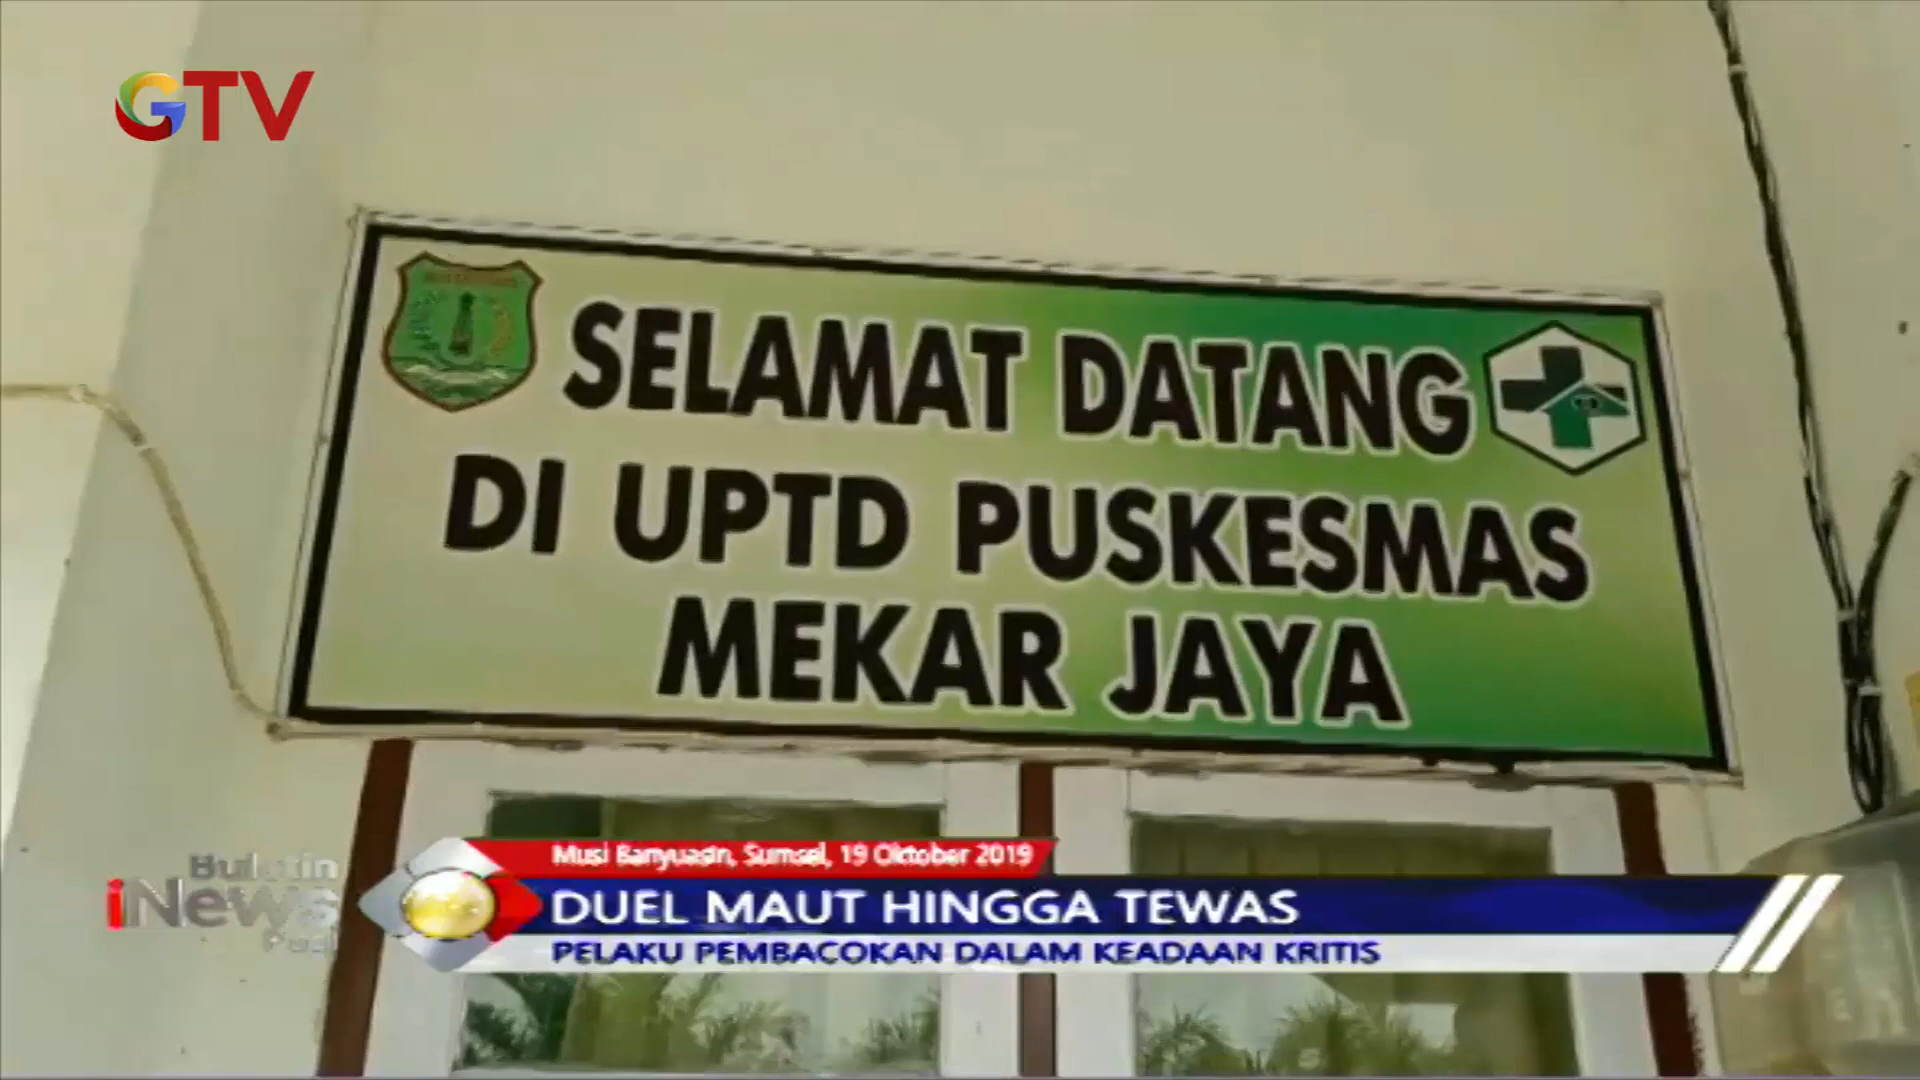 GTV
SELAMAT DATANG
DI UPTD PUSKESMAS
MEKAR JAYA
Musi Banyuasin, Sumsel, 19 Oktober 2019
DUEL MAUT HINGGA TEWAS
PELAKU PEMBACOKAN DALAM KEADAAN KRITIS
Buletin
iNews